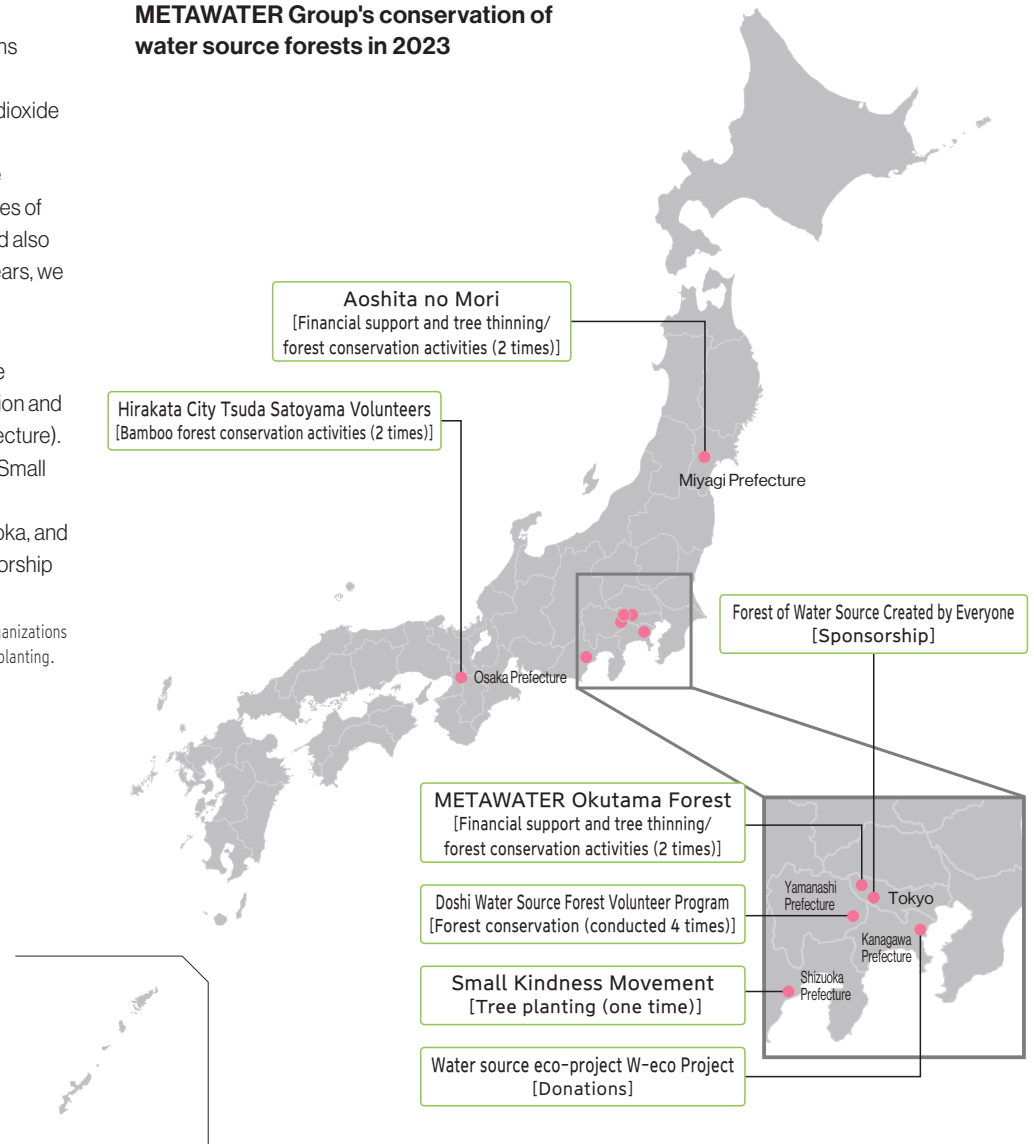 METAWATER Group's conservation of
water source forests in 2023
dioxide
es of
d also
ears, we
ion and
ecture).
Small
oka, and
orship
ganizations
planting.
Aoshita no Mori
[Financial support and tree thinning/
forest conservation activities (2 times)]
Hirakata City Tsuda Satoyama Volunteers
[Bamboo forest conservation activities (2 times)]
Miyagi Prefecture
Osaka Prefecture
Forest of Water Source Created by Everyone
[Sponsorship]
METAWATER Okutama Forest
[Financial support and tree thinning/
forest conservation activities (2 times)]
Doshi Water Source Forest Volunteer Program
[Forest conservation (conducted 4 times)]
Small Kindness Movement
[Tree planting (one time)]
Water source eco-project W-eco Project
[Donations]
Yamanashi
Prefecture
Tokyo
Kanagawa
Prefecture
Shizuoka
Prefecture